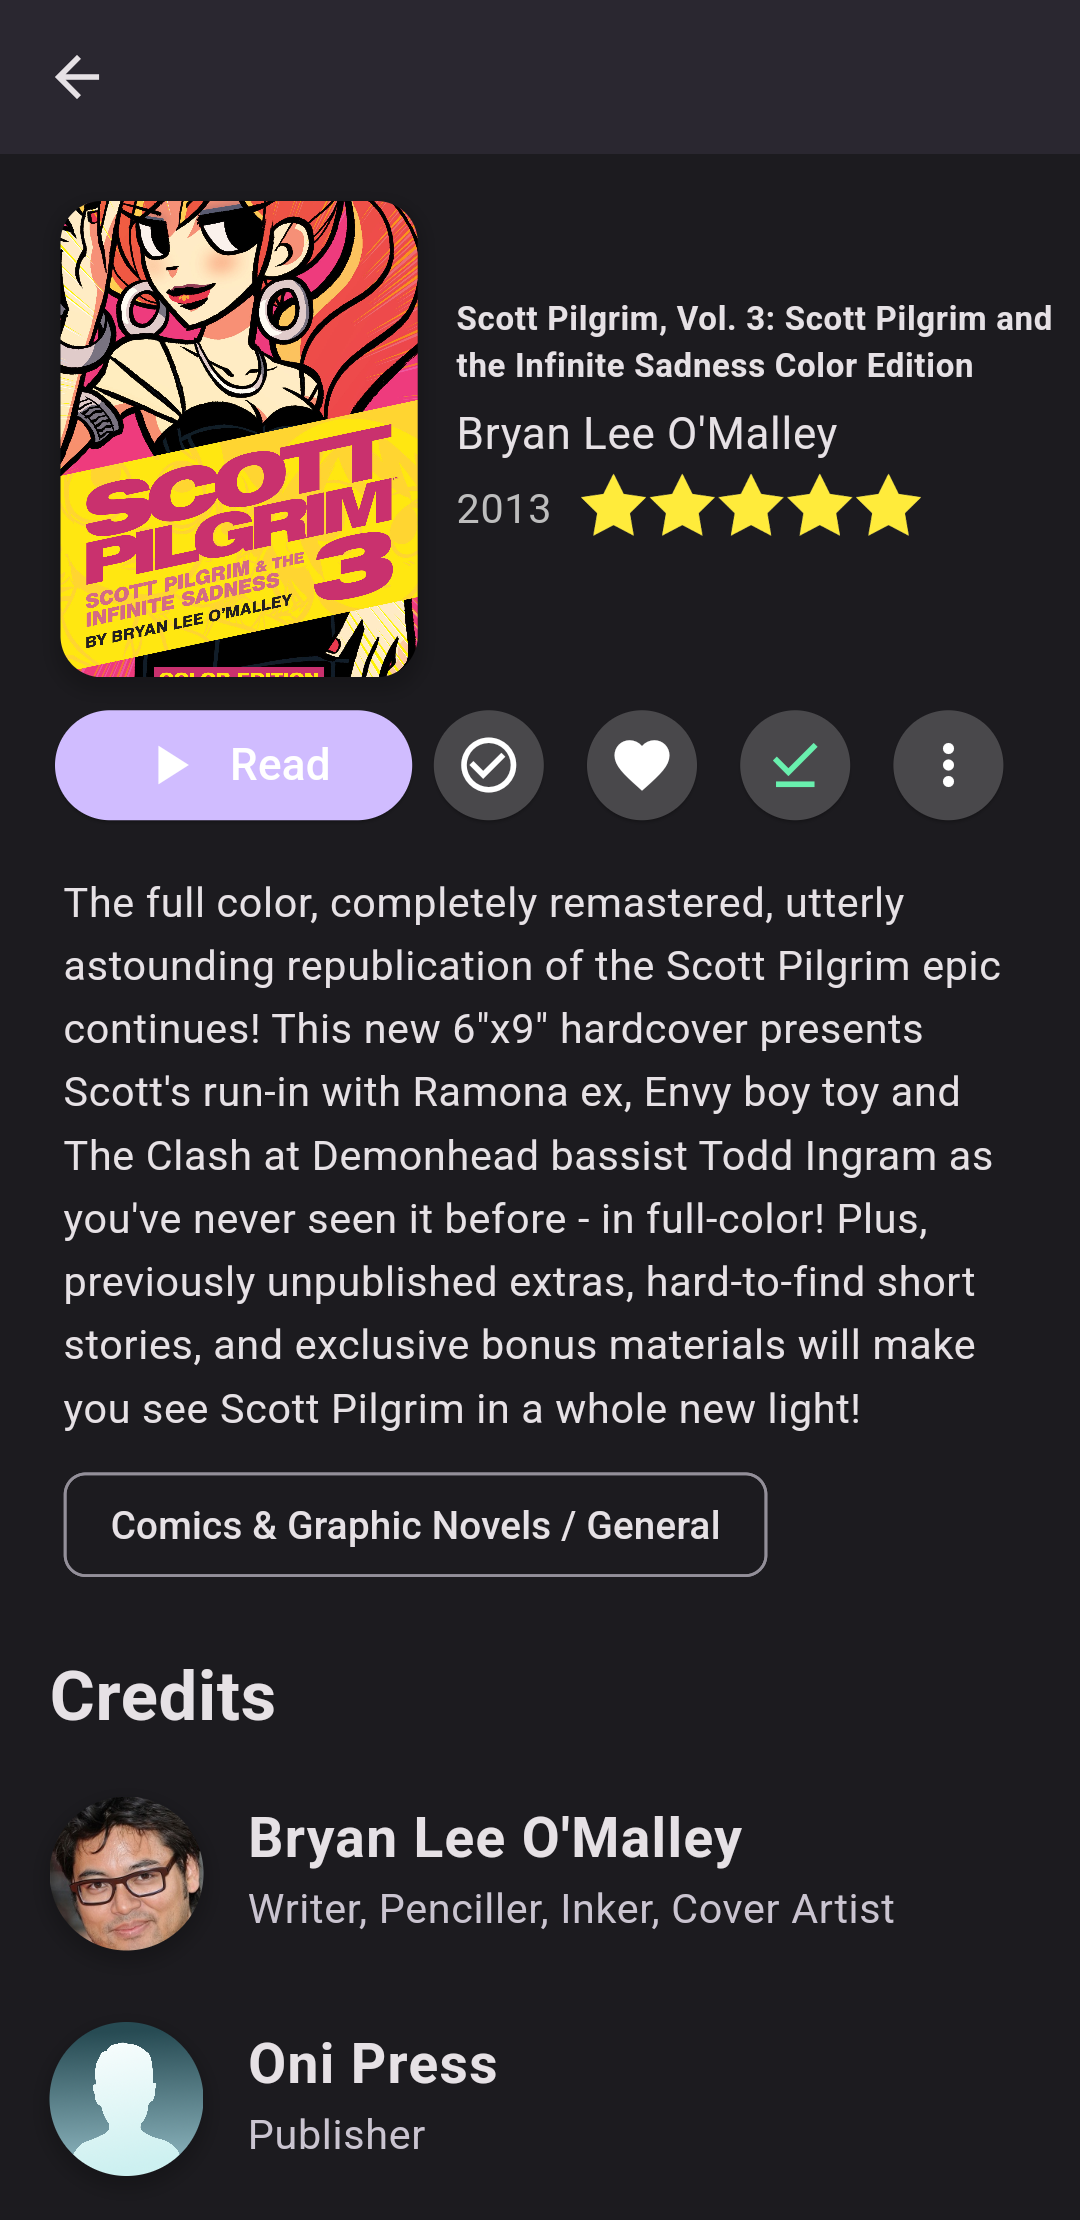 SCOTT
PILGRIM
SCOTT PILGRIM & THE
INFINITE SADNESS
3
BY BRYAN LEE O'MALLEY
COLOR EDITION
Scott Pilgrim, Vol. 3: Scott Pilgrim and
the Infinite Sadness Color Edition
Bryan Lee O'Malley
2013
Read
The full color, completely remastered, utterly
astounding republication of the Scott Pilgrim epic
continues! This new 6"x9" hardcover presents
Scott's run-in with Ramona ex, Envy boy toy and
The Clash at Demonhead bassist Todd Ingram as
you've never seen it before - in full-color! Plus,
previously unpublished extras, hard-to-find short
stories, and exclusive bonus materials will make
you see Scott Pilgrim in a whole new light!
Comics & Graphic Novels / General
Credits
Bryan Lee O'Malley
Writer, Penciller, Inker, Cover Artist
Oni Press
Publisher